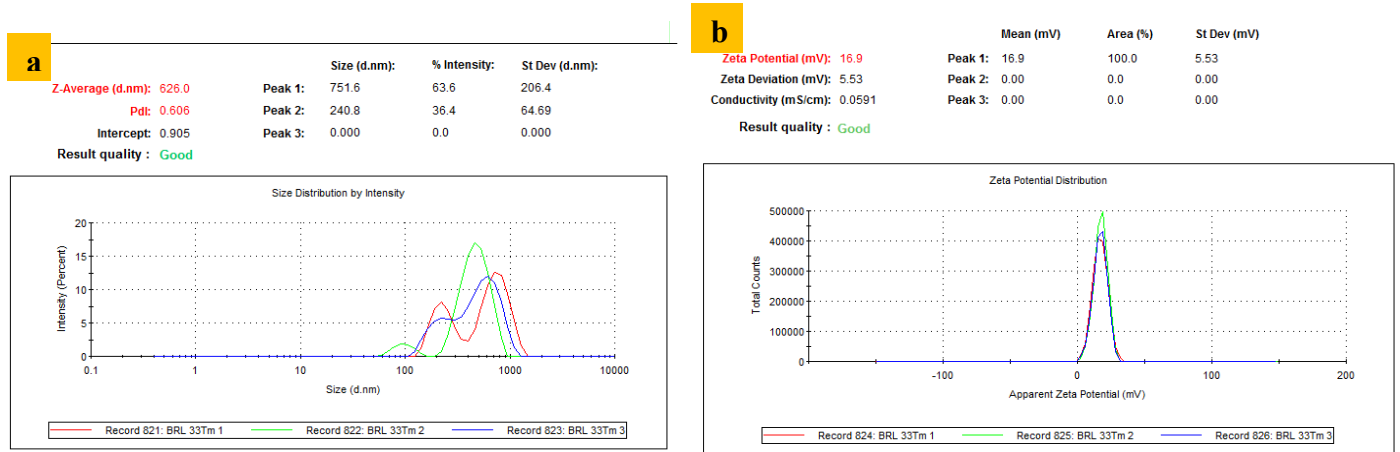 a
Size (d.nm): % Intensity: St Dev (d.nm):
Z-Average (d.nm): 626.0 Peak 1: 751.6 63.6 206.4
PdI: 0.606 Peak 2: 240.8 36.4 64.69
Intercept: 0.905 Peak 3: 0.000 0.0 0.000
Result quality : Good
Size Distribution by Intensity
Intensity (Percent)
20
15
10
5
0
0.1 1 10 100 1000 10000
Size (d.nm)
Record 821: BRL 33Tm 1 Record 822: BRL 33Tm 2 Record 823: BRL 33Tm 3
b
Mean (mV) Area (%) St Dev (mV)
Zeta Potential (mV): 16.9 Peak 1: 16.9 100.0 5.53
Zeta Deviation (mV): 5.53 Peak 2: 0.00 0.0 0.00
Conductivity (mS/cm): 0.0591 Peak 3: 0.00 0.0 0.00
Result quality : Good
Zeta Potential Distribution
Total Counts
500000
400000
300000
200000
100000
0
-100 0 100 200
Apparent Zeta Potential (mV)
Record 824: BRL 33Tm 1 Record 825: BRL 33Tm 2 Record 826: BRL 33Tm 3